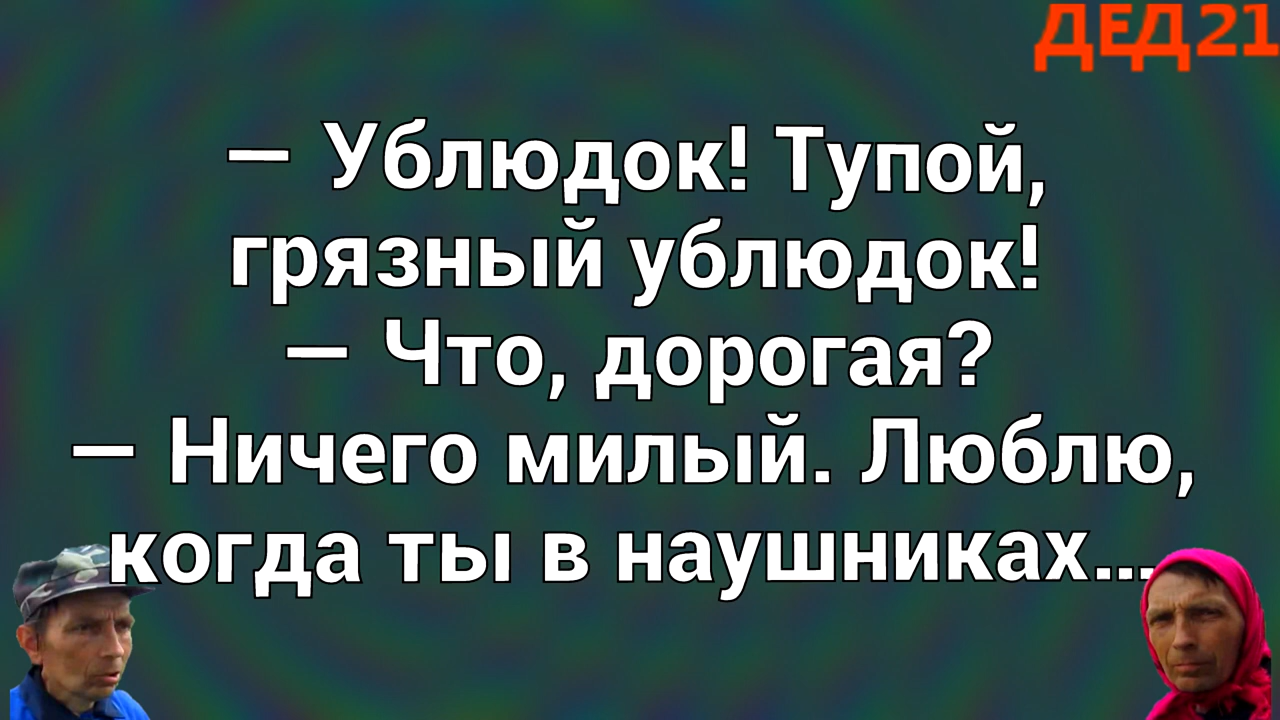 ДЕД21
— Ублюдок! Тупой,
грязный ублюдок!
— Что, дорогая?
— Ничего милый. Люблю,
когда ты в наушниках...